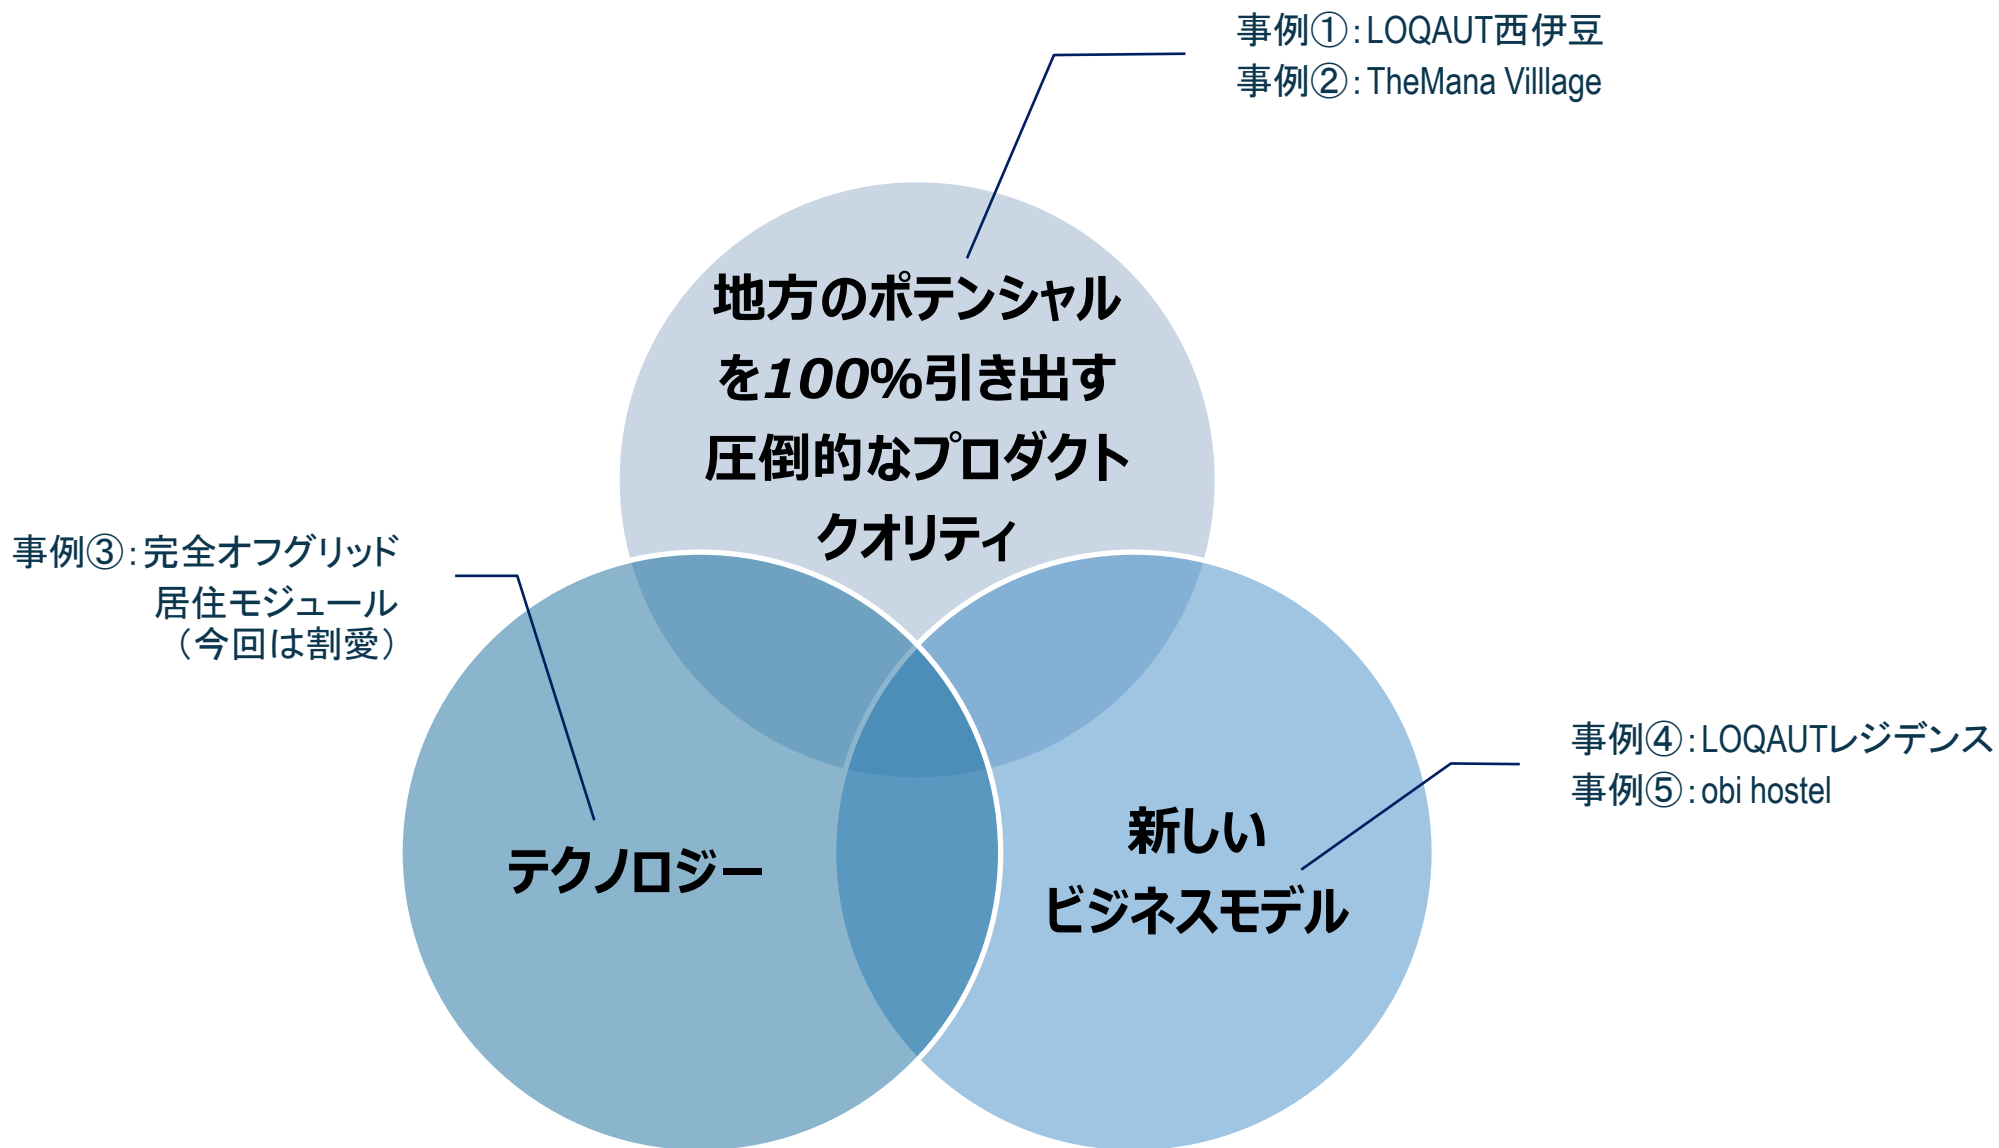 事例①：LOQAUT西伊豆
事例②：TheMana Villlage
地方のポテンシャル
を100%引き出す
圧倒的なプロダクト
クオリティ
事例③：完全オフグリッド
居住モジュール
（今回は割愛）
テクノロジー
新しい
ビジネスモデル
事例④：LOQAUTレジデンス
事例⑤：obi hostel